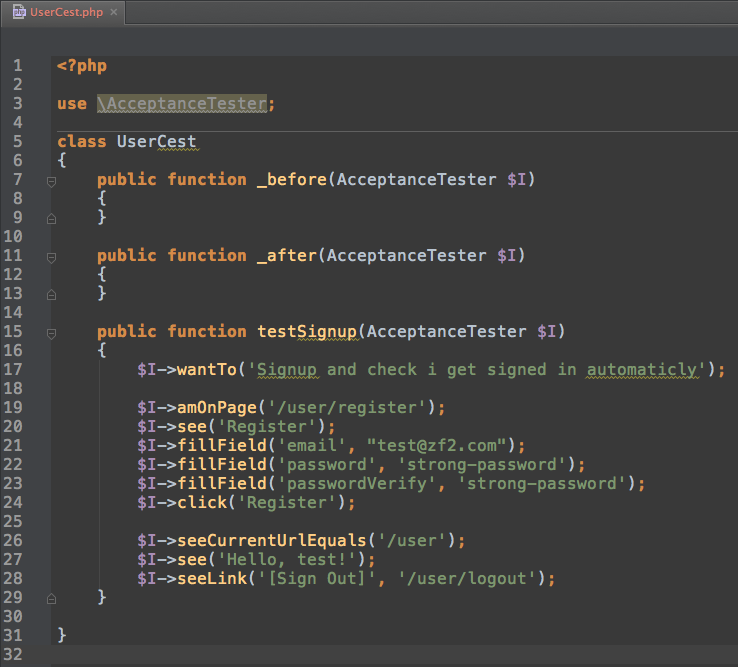 UserCest.php ×
1 <?php
2
3 use \AcceptanceTester;
4
5 class UserCest
6 {
7     public function _before(AcceptanceTester $I)
8     {
9     }
10
11     public function _after(AcceptanceTester $I)
12     {
13     }
14
15     public function testSignup(AcceptanceTester $I)
16     {
17         $I->wantTo('Signup and check i get signed in automaticly');
18
19         $I->amOnPage('/user/register');
20         $I->see('Register');
21         $I->fillField('email', "test@zf2.com");
22         $I->fillField('password', 'strong-password');
23         $I->fillField('passwordVerify', 'strong-password');
24         $I->click('Register');
25
26         $I->seeCurrentUrlEquals('/user');
27         $I->see('Hello, test!');
28         $I->seeLink('[Sign Out]', '/user/logout');
29     }
30
31 }
32